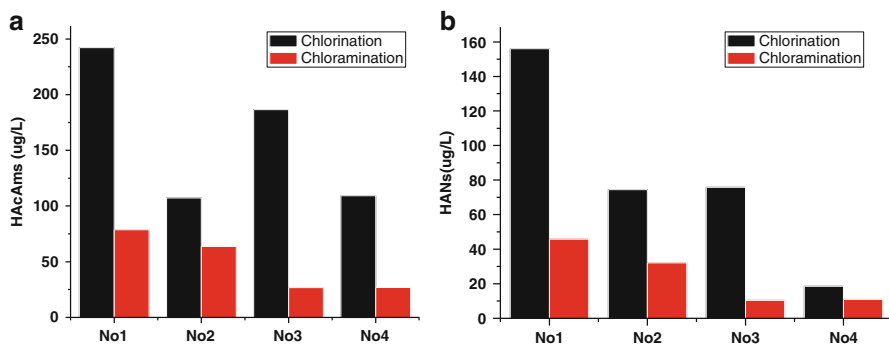 a
HAcAms (ug/L)
250
200
150
100
50
0
Chlorination
Chloramination
No1 No2 No3 No4
b
HANs(ug/L)
160
140
120
100
80
60
40
20
0
Chlorination
Chloramination
No1 No2 No3 No4